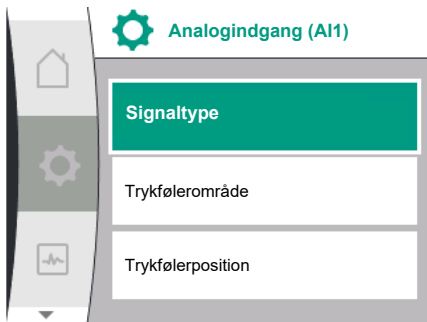 Analogindgang (AI1)
Signaltype
Trykfølerområde
Trykfølerposition